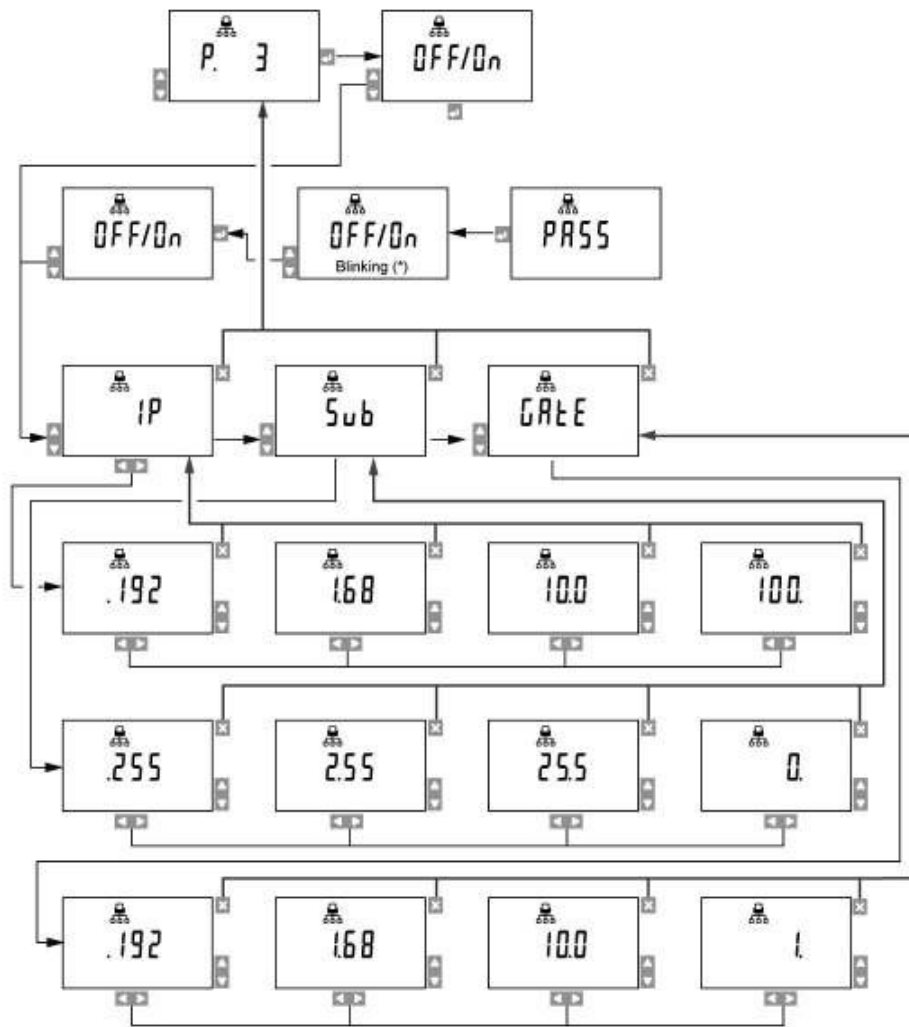 P. 3
OFF/On
OFF/On
OFF/On
Blinking (*)
PASS
IP
Sub
GAtE
.192
1.68
10.0
100.
.255
2.55
25.5
0.
.192
1.68
10.0
1.